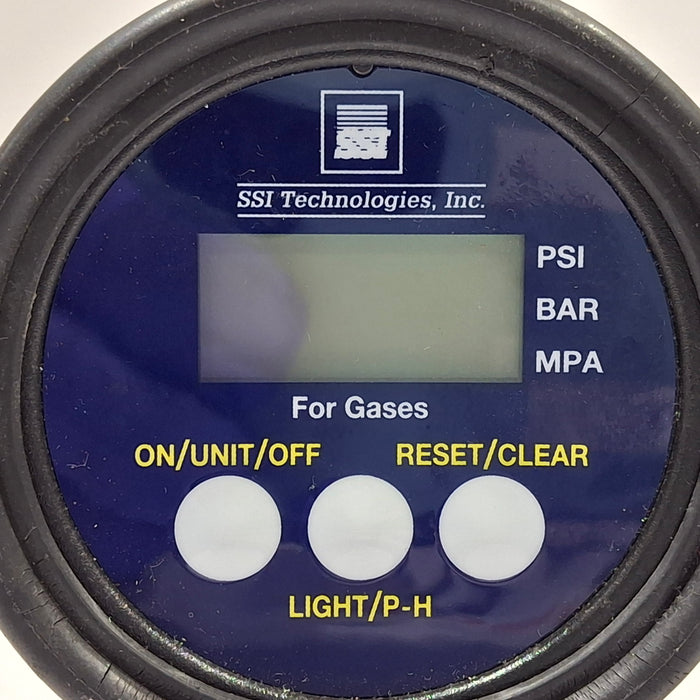 SSI
SSI Technologies, Inc.
PSI
BAR
MPA
For Gases
ON/UNIT/OFF
RESET/CLEAR
LIGHT/P-H